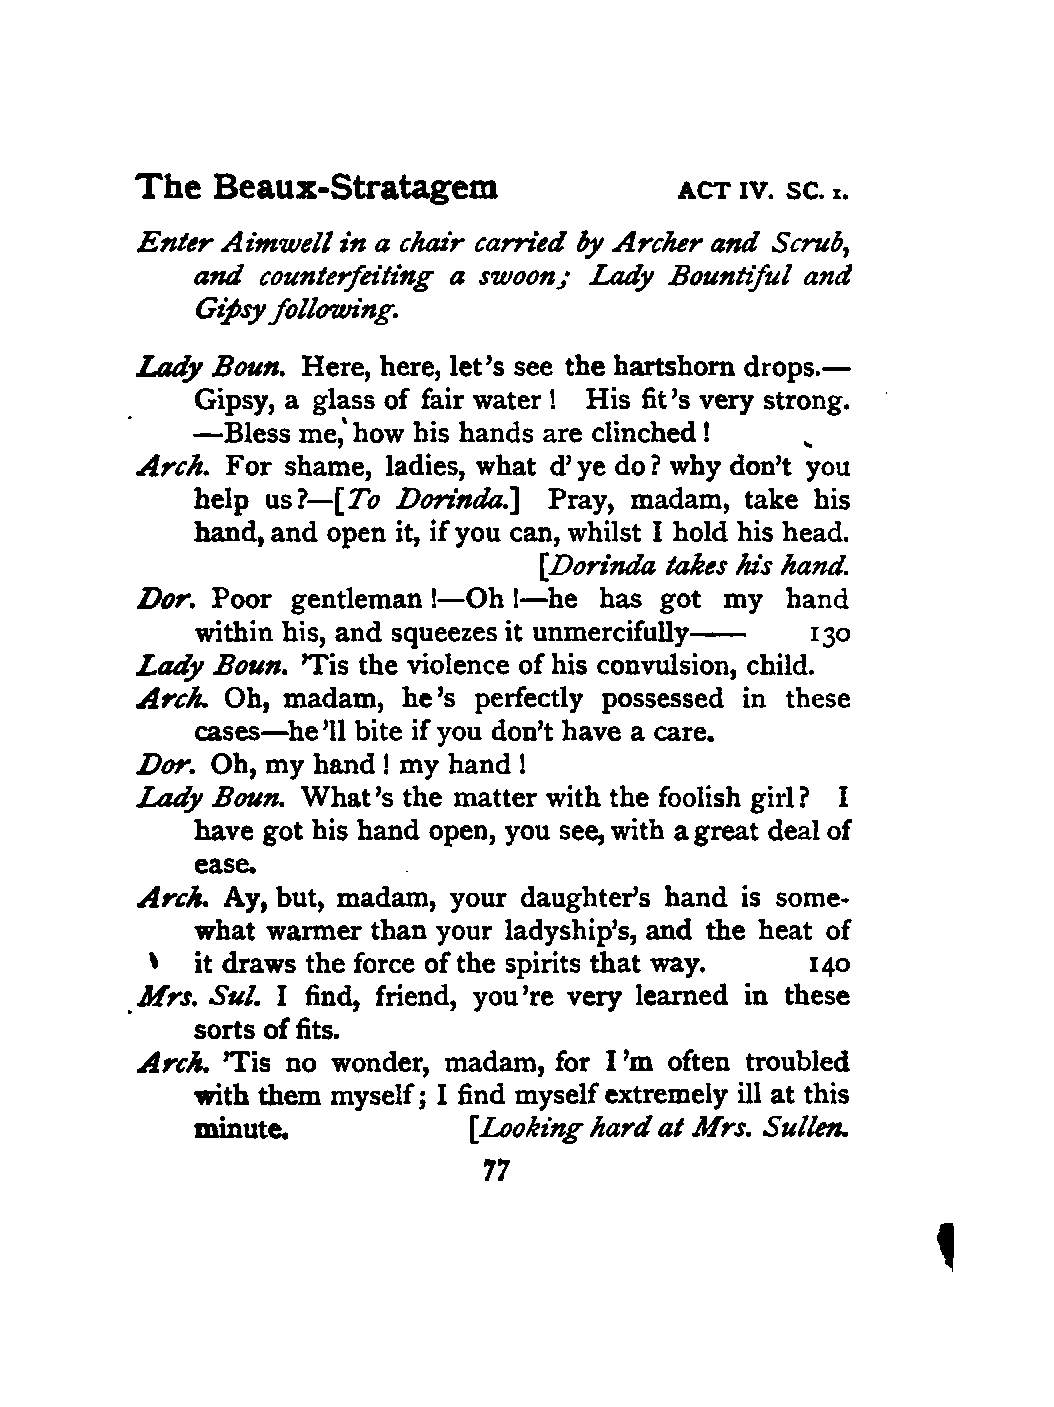 The Beaux-Stratagem ACT IV. SC. I.
Enter Aimwell in a chair carried by Archer and Scrub,
and counterfeiting a swoon; Lady Bountiful and
Gipsy following.
Lady Boun. Here, here, let's see the hartshorn drops.—
Gipsy, a glass of fair water! His fit's very strong.
—Bless me, how his hands are clinched!
Arch. For shame, ladies, what d'ye do? why don't you
help us?—[To Dorinda.] Pray, madam, take his
hand, and open it, if you can, whilst I hold his head.
[Dorinda takes his hand.
Dor. Poor gentleman!—Oh!—he has got my hand
within his, and squeezes it unmercifully—— 130
Lady Boun. 'Tis the violence of his convulsion, child.
Arch. Oh, madam, he's perfectly possessed in these
cases—he'll bite if you don't have a care.
Dor. Oh, my hand! my hand!
Lady Boun. What's the matter with the foolish girl? I
have got his hand open, you see, with a great deal of
ease.
Arch. Ay, but, madam, your daughter's hand is some-
what warmer than your ladyship's, and the heat of
it draws the force of the spirits that way. 140
Mrs. Sul. I find, friend, you're very learned in these
sorts of fits.
Arch. 'Tis no wonder, madam, for I'm often troubled
with them myself; I find myself extremely ill at this
minute. [Looking hard at Mrs. Sullen.
77